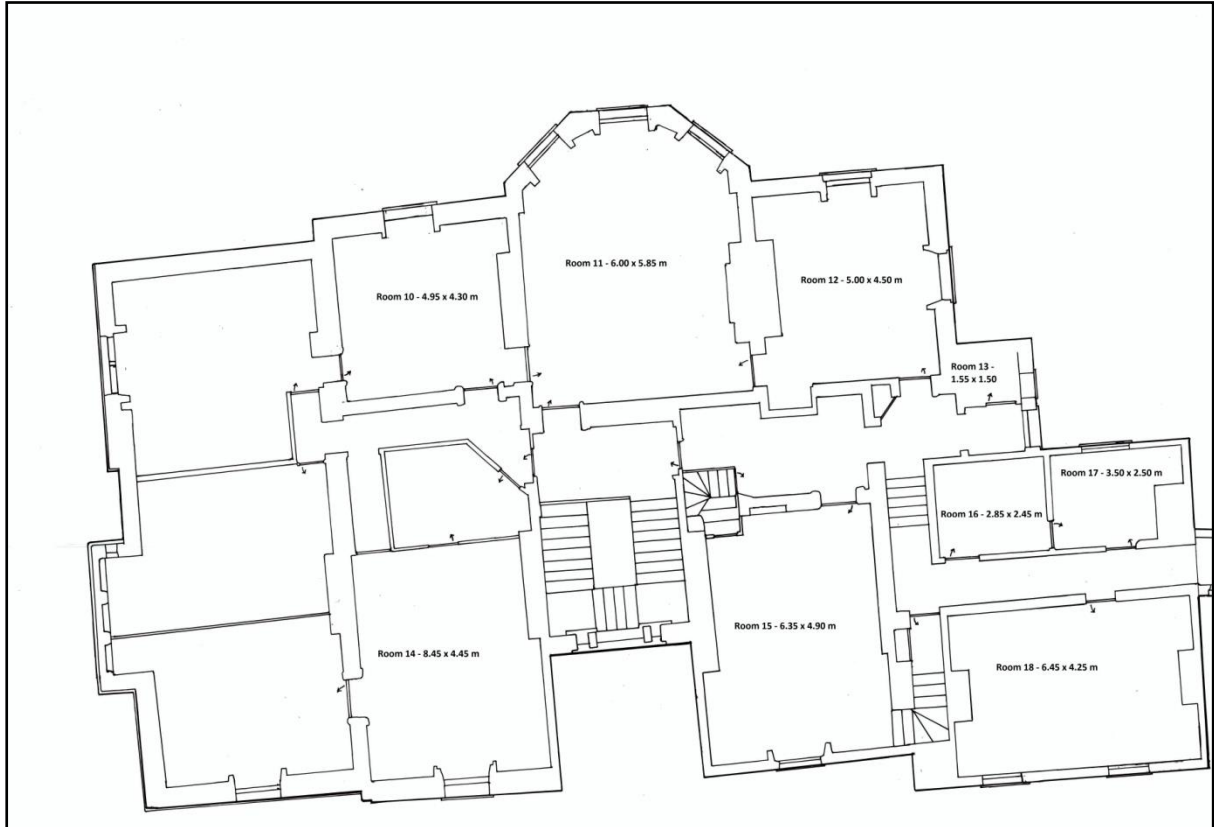 Room 11 - 6.00 x 5.85 m
Room 12 - 5.00 x 4.50 m
Room 10 - 4.95 x 4.30 m
Room 13 -
1.55 x 1.50
Room 17 - 3.50 x 2.50 m
Room 16 - 2.85 x 2.45 m
Room 15 - 6.35 x 4.90 m
Room 14 - 8.45 x 4.45 m
Room 18 - 6.45 x 4.25 m